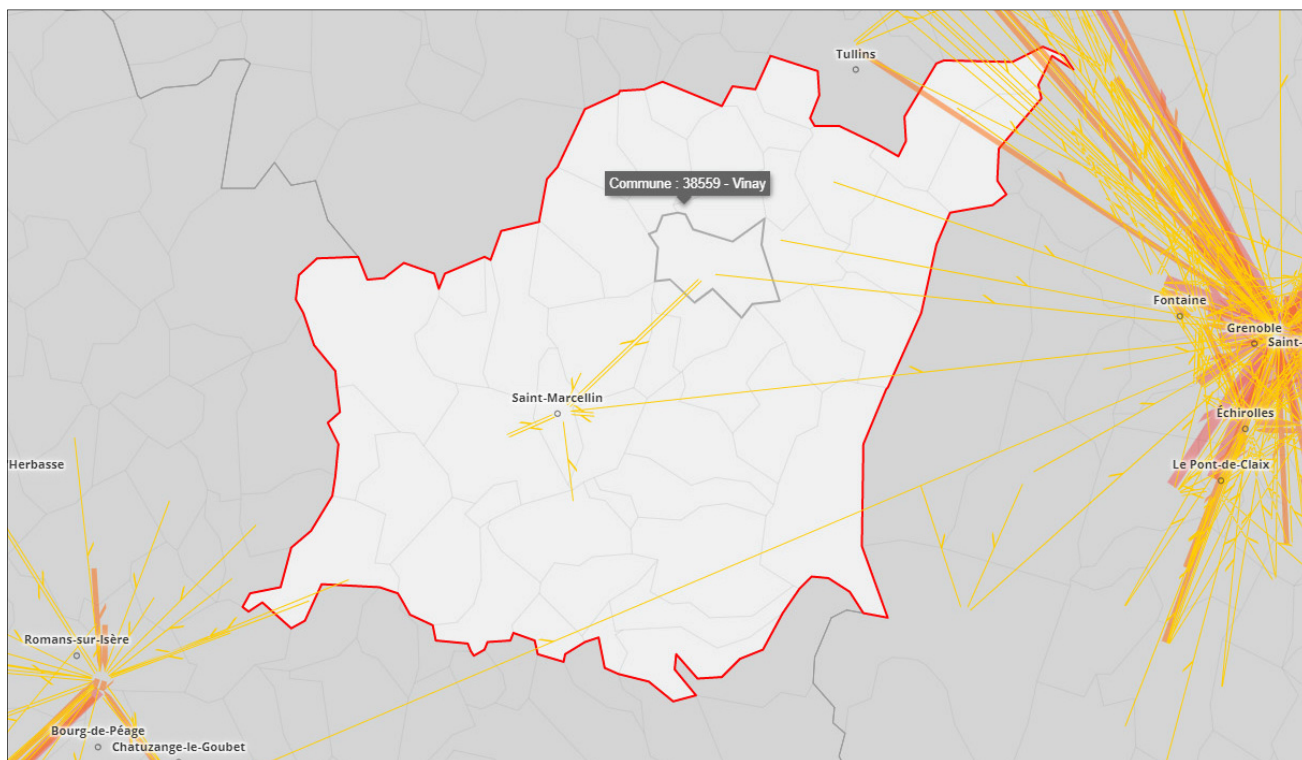 Tullins
Commune : 38559 - Vinay
Fontaine
Grenoble
Saint-
Saint-Marcellin
Échirolles
'Herbasse
Le Pont-de-Claix
Romans-sur-Isère
Bourg-de-Péage
Chatuzange-le-Goubet